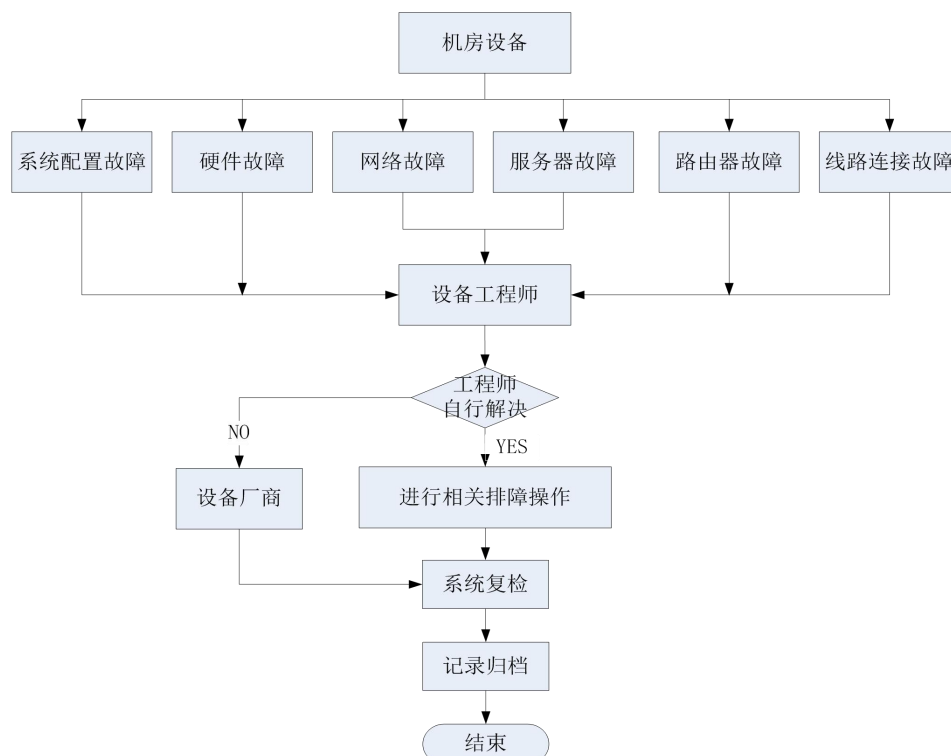 机房设备
系统配置故障
硬件故障
网络故障
服务器故障
路由器故障
线路连接故障
设备工程师
工程师
自行解决
NO
YES
设备厂商
进行相关排障操作
系统复检
记录归档
结束